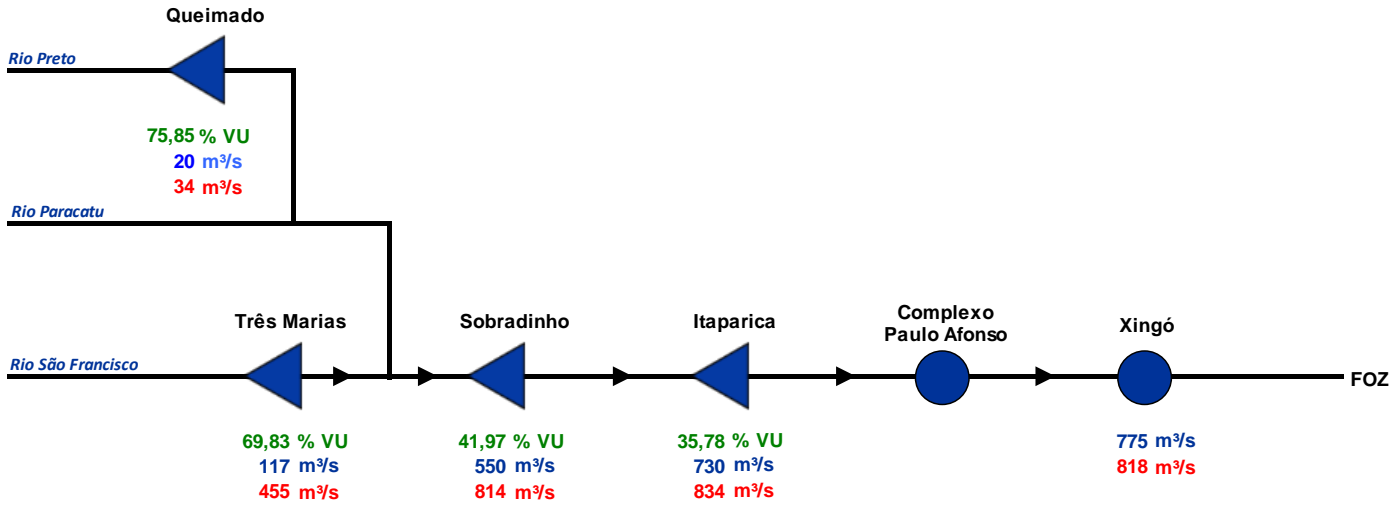 Queimado
Rio Preto
75,85 % VU
20 m³/s
34 m³/s
Rio Paracatu
Três Marias
Sobradinho
Itaparica
Complexo
Paulo Afonso
Xingó
Rio São Francisco
FOZ
69,83 % VU
117 m³/s
455 m³/s
41,97 % VU
550 m³/s
814 m³/s
35,78 % VU
730 m³/s
834 m³/s
775 m³/s
818 m³/s